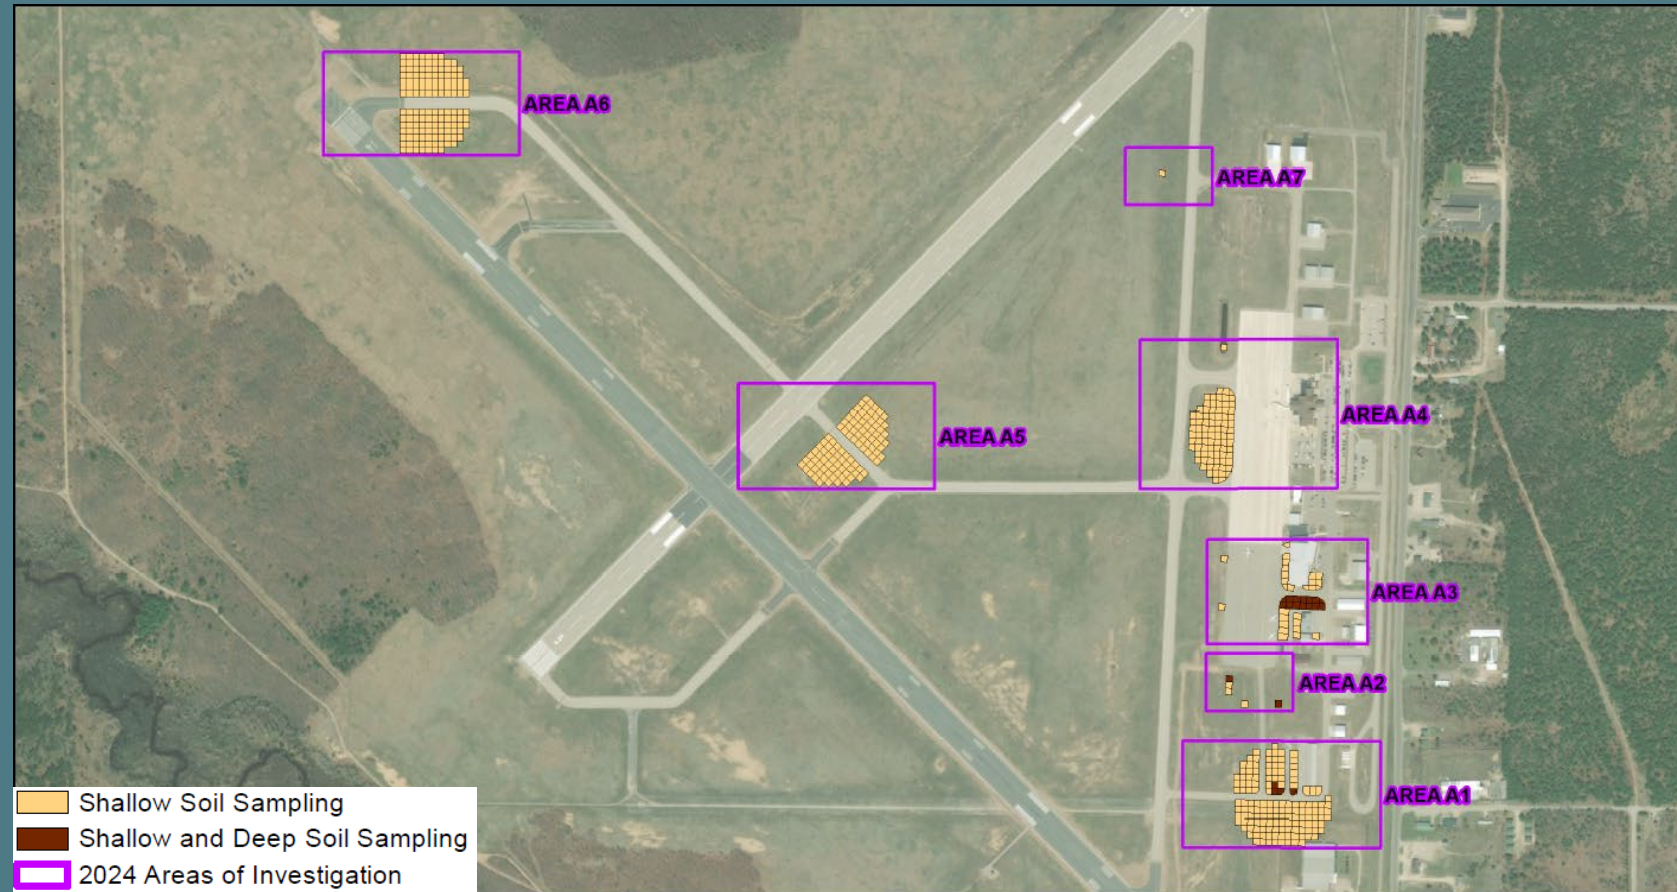 AREA A6
AREA A7
AREA A4
AREA A5
AREA A3
AREA A2
AREA A1
Shallow Soil Sampling
Shallow and Deep Soil Sampling
2024 Areas of Investigation